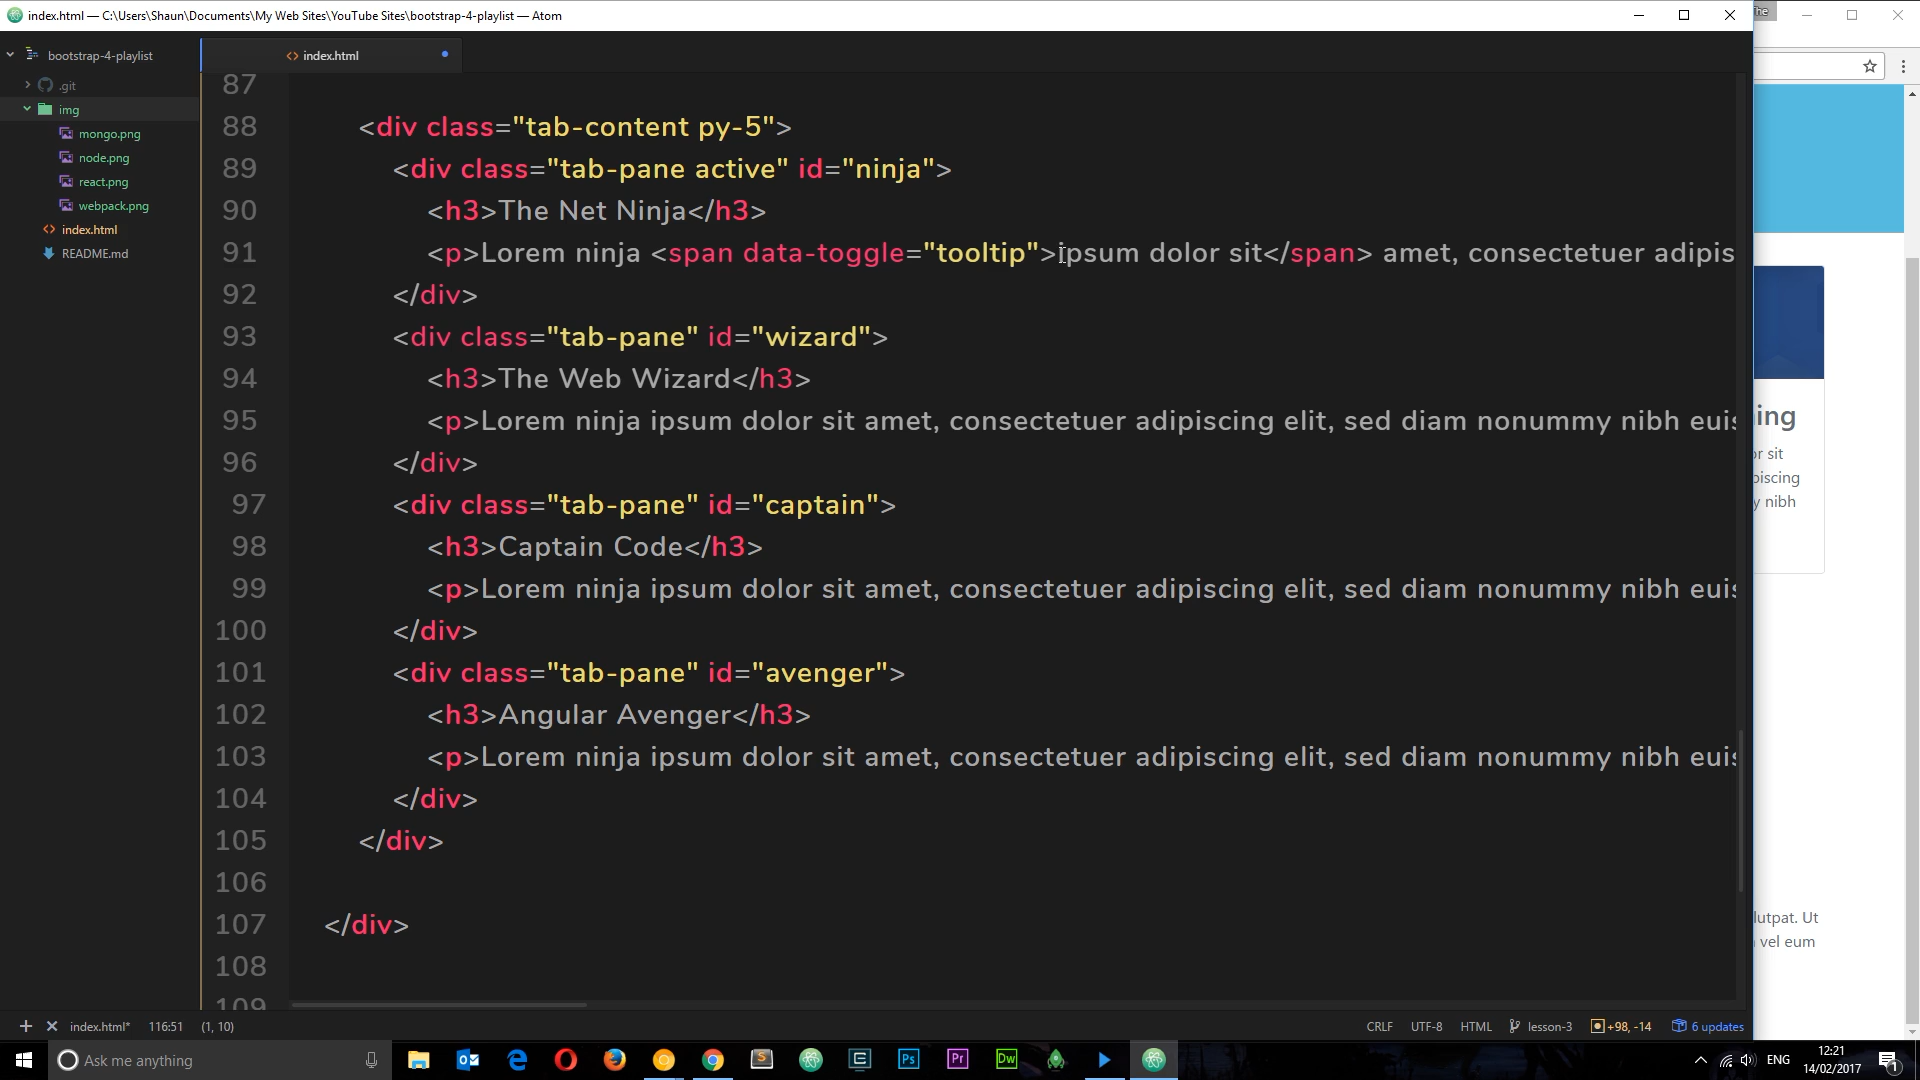 index.html — C:\Users\Shaun\Documents\My Web Sites\YouTube Sites\bootstrap-4-playlist — Atom
bootstrap-4-playlist
.git
img
mongo.png
node.png
react.png
webpack.png
index.html
README.md
index.html
87
88 <div class="tab-content py-5">
89 <div class="tab-pane active" id="ninja">
90 <h3>The Net Ninja</h3>
91 <p>Lorem ninja <span data-toggle="tooltip">ipsum dolor sit</span> amet, consectetuer adipis
92 </div>
93 <div class="tab-pane" id="wizard">
94 <h3>The Web Wizard</h3>
95 <p>Lorem ninja ipsum dolor sit amet, consectetuer adipiscing elit, sed diam nonummy nibh euis
96 </div>
97 <div class="tab-pane" id="captain">
98 <h3>Captain Code</h3>
99 <p>Lorem ninja ipsum dolor sit amet, consectetuer adipiscing elit, sed diam nonummy nibh euis
100 </div>
101 <div class="tab-pane" id="avenger">
102 <h3>Angular Avenger</h3>
103 <p>Lorem ninja ipsum dolor sit amet, consectetuer adipiscing elit, sed diam nonummy nibh euis
104 </div>
105 </div>
106
107 </div>
108
109
ing
or sit
piscing
y nibh
lutpat. Ut
vel eum
index.html* 116:51 (1, 10)
CRLF UTF-8 HTML lesson-3 +98, -14 6 updates
Ask me anything
Ps
Pr
Dw
ENG
12:21
14/02/2017
1